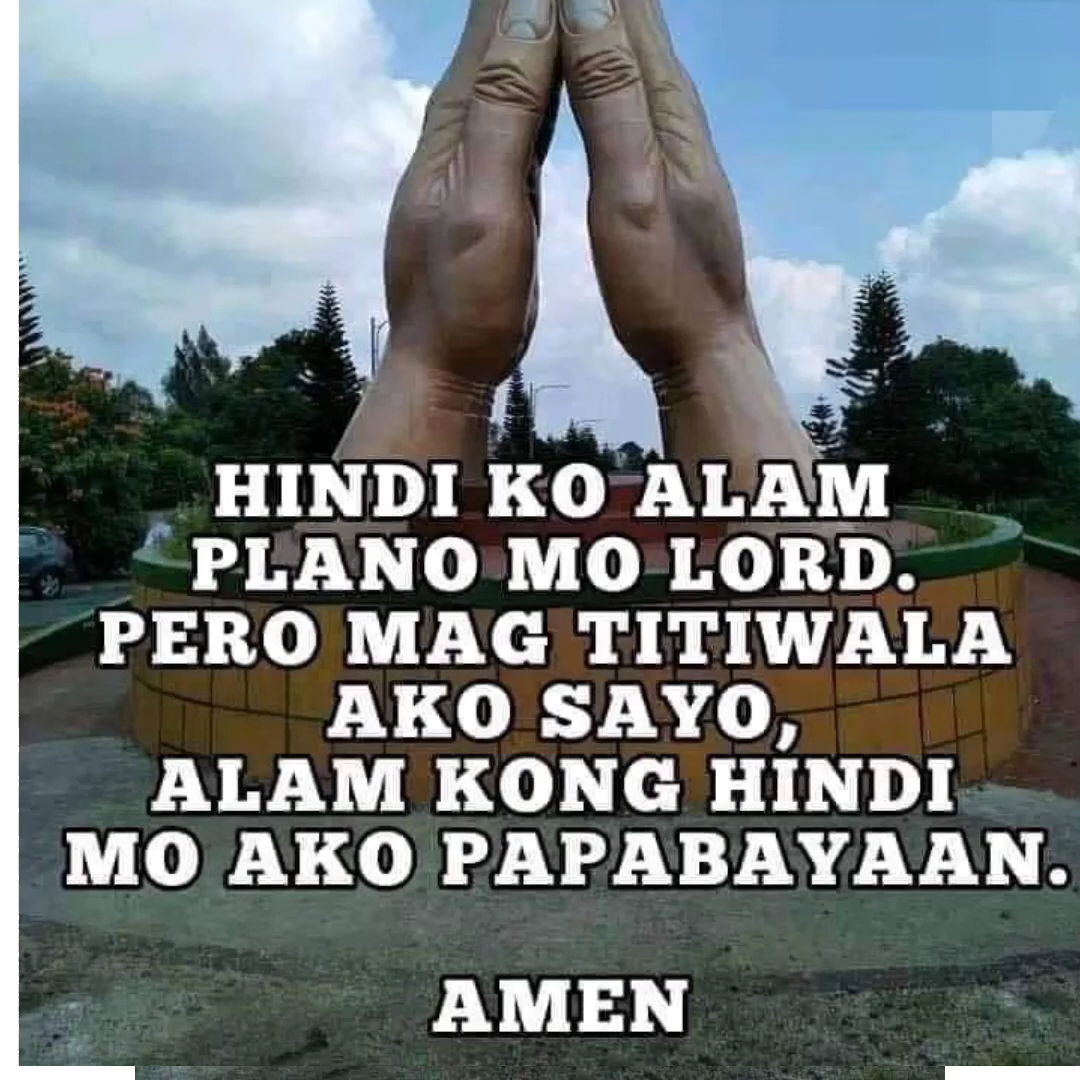 HINDI KO ALAM
PLANO MO LORD.
PERO MAG TITIWALA
AKO SAYO,
ALAM KONG HINDI
MO AKO PAPABAYAAN.
AMEN